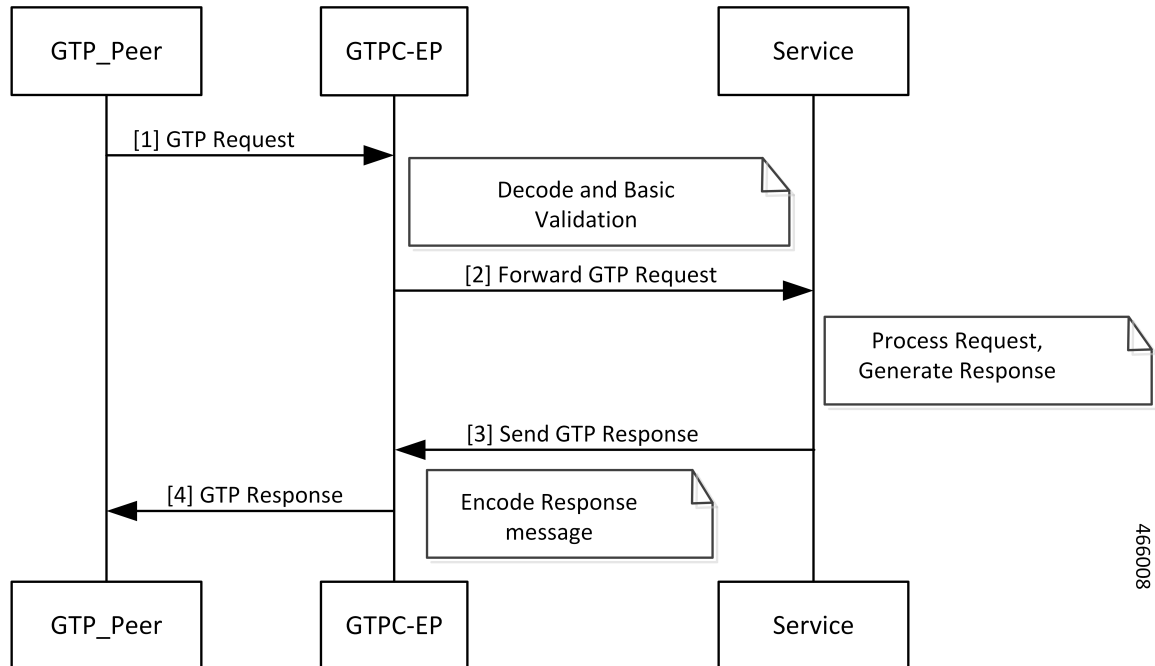 GTP_Peer
GTPC-EP
Service
[1] GTP Request
Decode and Basic
Validation
[2] Forward GTP Request
Process Request,
Generate Response
[3] Send GTP Response
[4] GTP Response
Encode Response
message
466008
GTP_Peer
GTPC-EP
Service